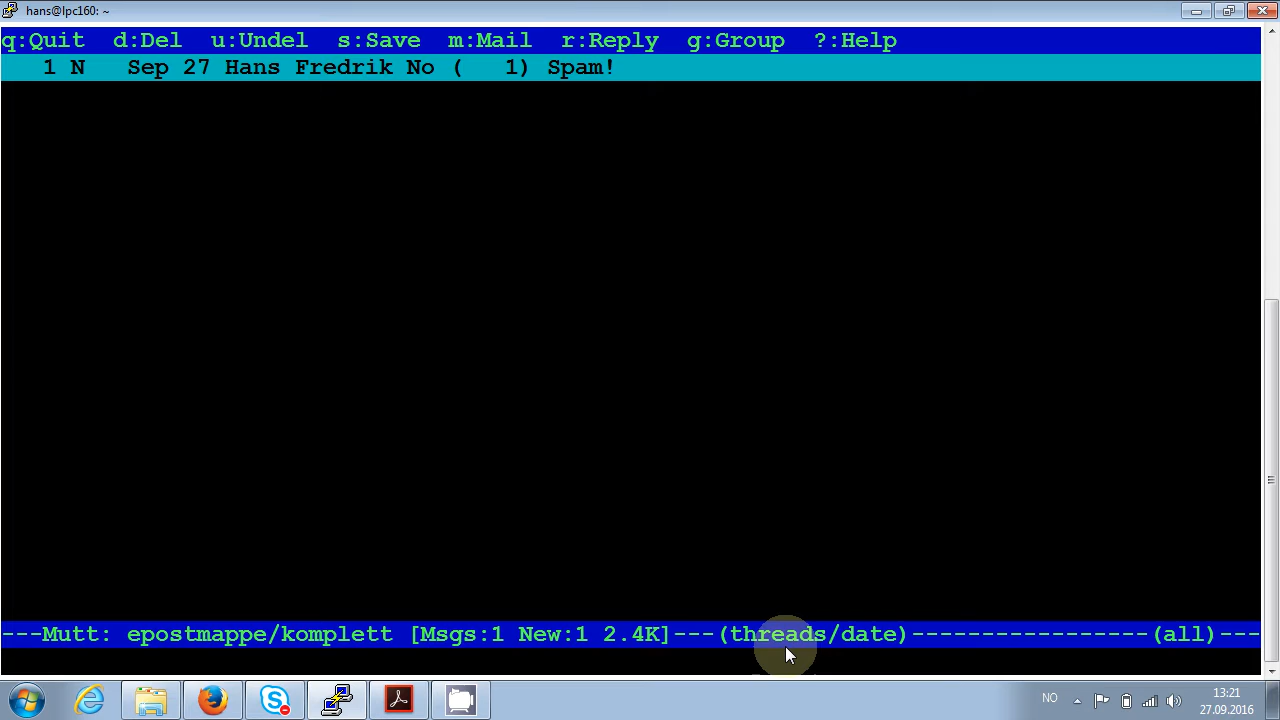 hans@lpc160: ~
q:Quit  d:Del  u:Undel  s:Save  m:Mail  r:Reply  g:Group  ?:Help
   1 N   Sep 27 Hans Fredrik No (   1) Spam!
---Mutt: epostmappe/komplett [Msgs:1 New:1 2.4K]---(threads/date)-----------------(all)---
NO
13:21
27.09.2016